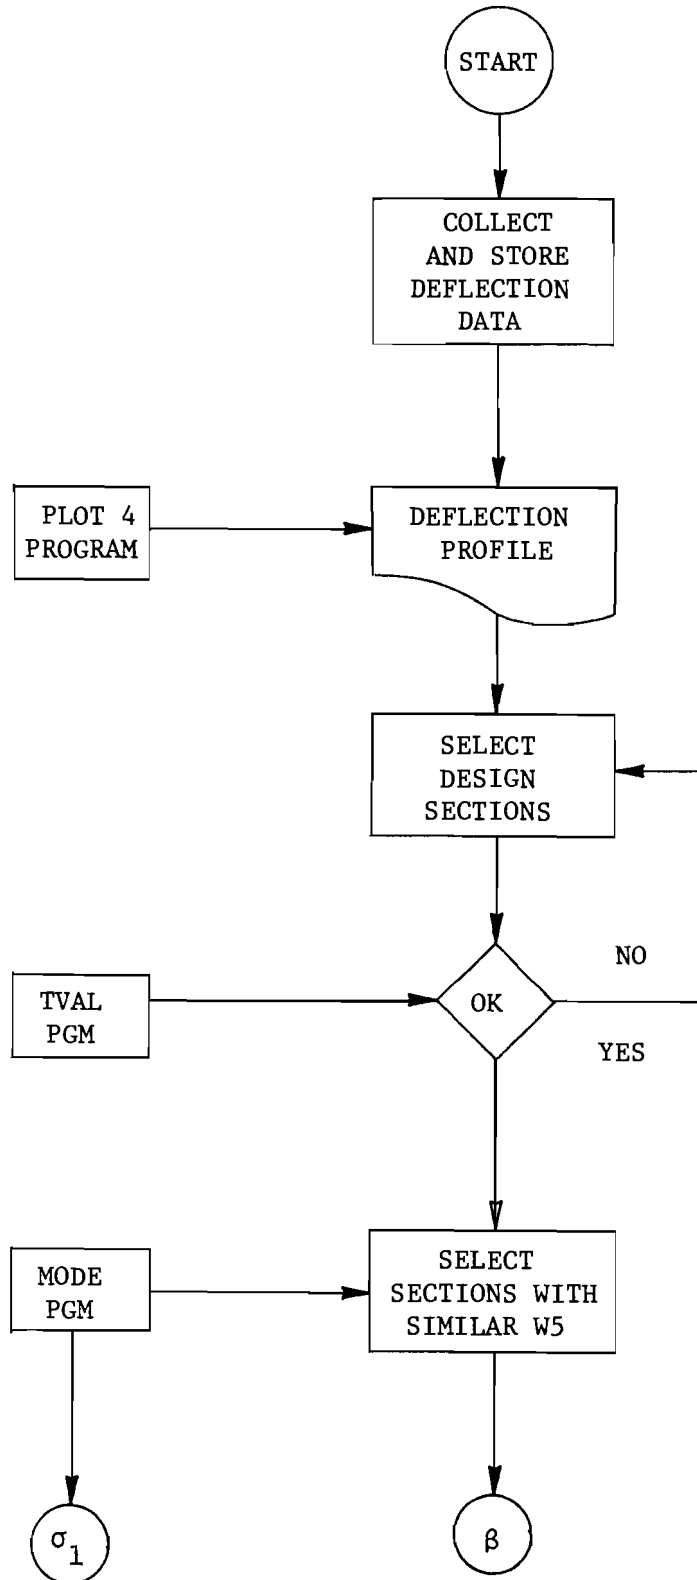 START
COLLECT
AND STORE
DEFLECTION
DATA
PLOT 4
PROGRAM
DEFLECTION
PROFILE
SELECT
DESIGN
SECTIONS
NO
TVAL
PGM
OK
YES
MODE
PGM
SELECT
SECTIONS WITH
SIMILAR W5
σ1
β